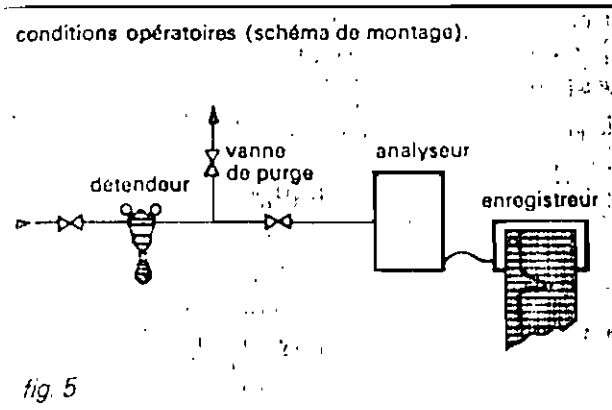 conditions opératoires (schéma de montage).
vanne
de purge
analyseur
détendeur
enregistreur
fig. 5